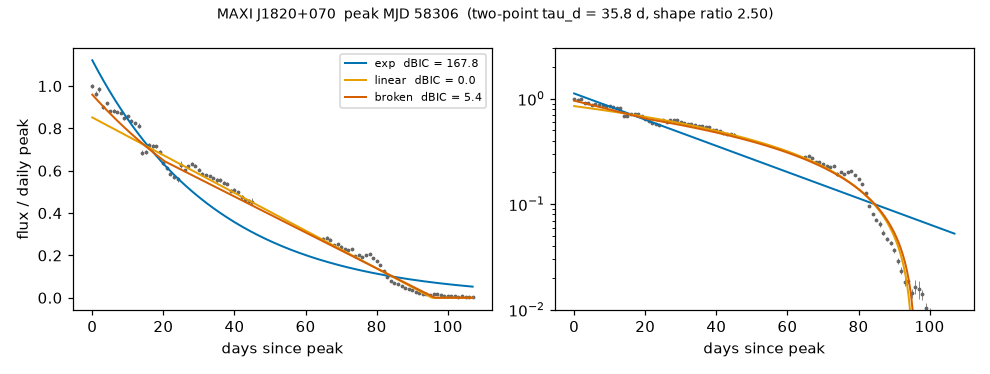 MAXI J1820+070  peak MJD 58306  (two-point tau_d = 35.8 d, shape ratio 2.50)
flux / daily peak
1.0
0.8
0.6
0.4
0.2
0.0
exp  dBIC = 167.8
linear  dBIC = 0.0
broken  dBIC = 5.4
0 20 40 60 80 100
days since peak
10⁰
10⁻¹
10⁻²
0 20 40 60 80 100
days since peak